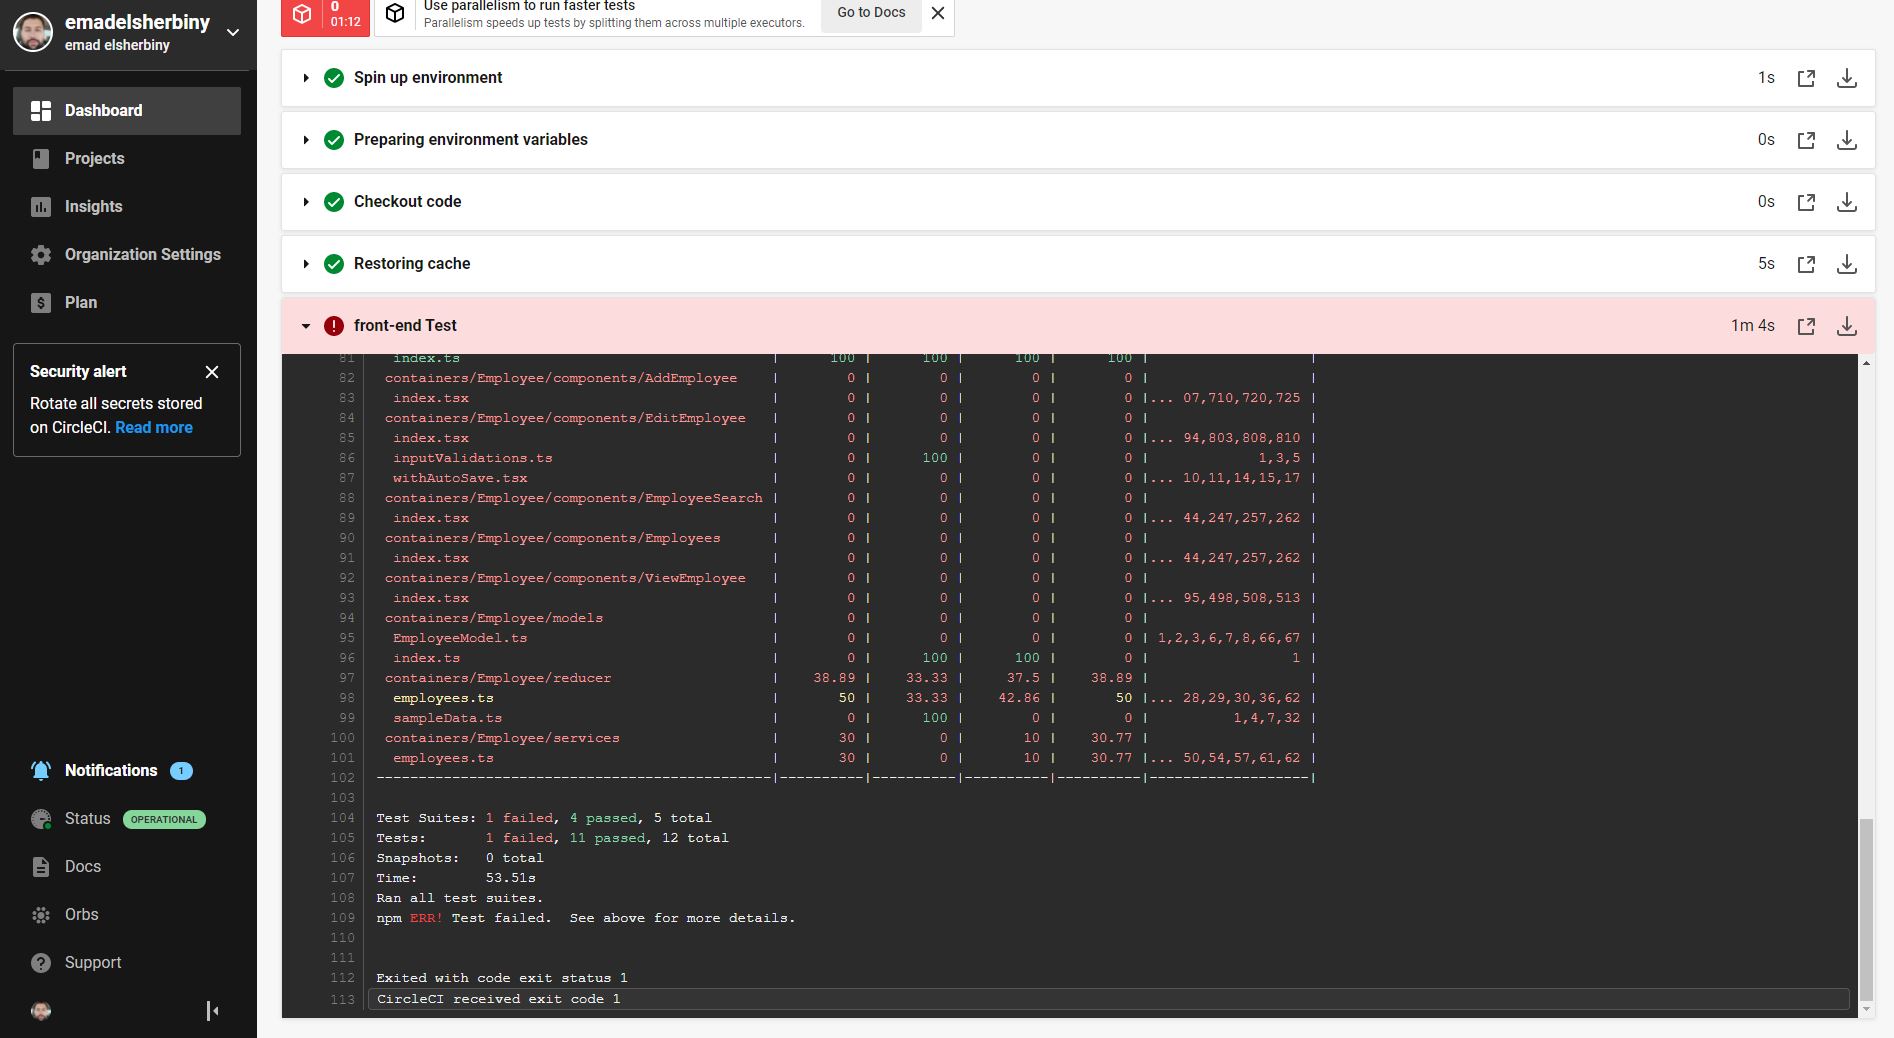 emadelsherbiny
emad elsherbiny
Dashboard
Projects
Insights
Organization Settings
Plan
Security alert
Rotate all secrets stored
on CircleCI. Read more
Notifications 1
Status OPERATIONAL
Docs
Orbs
Support
0
01:12
Use parallelism to run faster tests
Parallelism speeds up tests by splitting them across multiple executors.
Go to Docs
Spin up environment 1s
Preparing environment variables 0s
Checkout code 0s
Restoring cache 5s
front-end Test 1m 4s
81 index.ts | 100 | 100 | 100 | 100 | |
82 containers/Employee/components/AddEmployee | 0 | 0 | 0 | 0 | |
83 index.tsx | 0 | 0 | 0 | 0 |... 07,710,720,725 |
84 containers/Employee/components/EditEmployee | 0 | 0 | 0 | 0 | |
85 index.tsx | 0 | 0 | 0 | 0 |... 94,803,808,810 |
86 inputValidations.ts | 0 | 100 | 0 | 0 | 1,3,5 |
87 withAutoSave.tsx | 0 | 0 | 0 | 0 |... 10,11,14,15,17 |
88 containers/Employee/components/EmployeeSearch | 0 | 0 | 0 | 0 | |
89 index.tsx | 0 | 0 | 0 | 0 |... 44,247,257,262 |
90 containers/Employee/components/Employees | 0 | 0 | 0 | 0 | |
91 index.tsx | 0 | 0 | 0 | 0 |... 44,247,257,262 |
92 containers/Employee/components/ViewEmployee | 0 | 0 | 0 | 0 | |
93 index.tsx | 0 | 0 | 0 | 0 |... 95,498,508,513 |
94 containers/Employee/models | 0 | 0 | 0 | 0 | |
95 EmployeeModel.ts | 0 | 0 | 0 | 0 | 1,2,3,6,7,8,66,67 |
96 index.ts | 0 | 100 | 100 | 0 | 1 |
97 containers/Employee/reducer | 38.89 | 33.33 | 37.5 | 38.89 | |
98 employees.ts | 50 | 33.33 | 42.86 | 50 |... 28,29,30,36,62 |
99 sampleData.ts | 0 | 100 | 0 | 0 | 1,4,7,32 |
100 containers/Employee/services | 30 | 0 | 10 | 30.77 | |
101 employees.ts | 30 | 0 | 10 | 30.77 |... 50,54,57,61,62 |
102 -----------------------------------------------|----------|----------|----------|----------|-------------------|
103
104 Test Suites: 1 failed, 4 passed, 5 total
105 Tests: 1 failed, 11 passed, 12 total
106 Snapshots: 0 total
107 Time: 53.51s
108 Ran all test suites.
109 npm ERR! Test failed. See above for more details.
110
111
112 Exited with code exit status 1
113 CircleCI received exit code 1